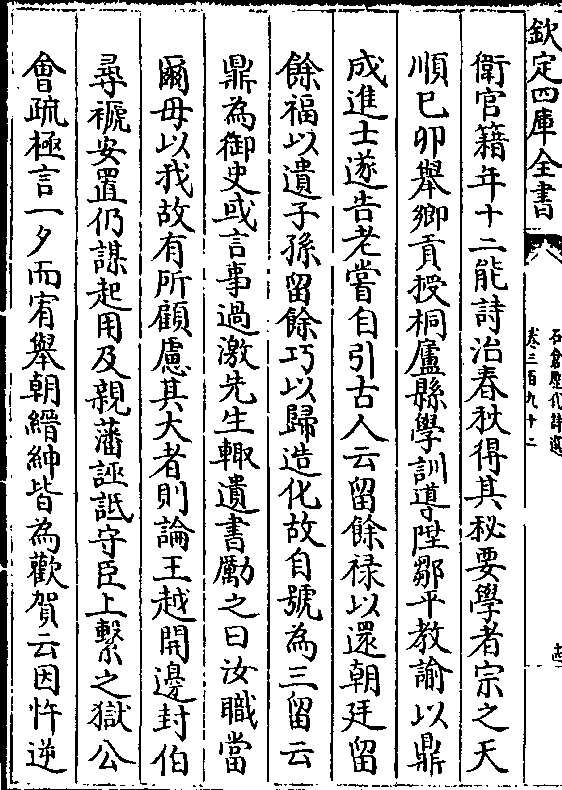 欽定四庫全書
石倉歷代詩選
卷三百九十二
衛官籍年十二能詩治春秋得其秘要學者宗之天
順已卯舉鄉貢授桐廬縣學訓導陞鄒平教諭以鼎
成進士遂告老嘗自引古人云留餘祿以還朝廷留
餘福以遺子孫留餘巧以歸造化故自號為三留云
鼎為御史或言事過激先生輙遺書勵之曰汝職當
爾毋以我故有所顧慮其大者則論王越開邊封伯
尋褫安置仍謀起用及親藩誣詆守臣上繫之獄公
會疏極言一夕而宥舉朝縉紳皆為歡賀云因忤逆